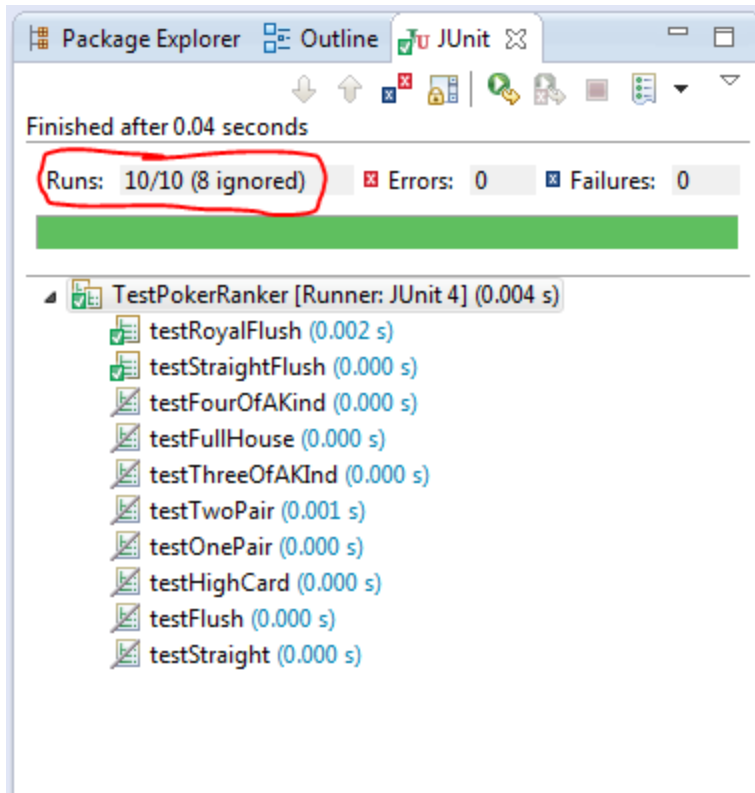 Package Explorer Outline JUnit
Finished after 0.04 seconds
Runs: 10/10 (8 ignored) Errors: 0 Failures: 0
TestPokerRanker [Runner: JUnit 4] (0.004 s)
testRoyalFlush (0.002 s)
testStraightFlush (0.000 s)
testFourOfAKind (0.000 s)
testFullHouse (0.000 s)
testThreeOfAKInd (0.000 s)
testTwoPair (0.001 s)
testOnePair (0.000 s)
testHighCard (0.000 s)
testFlush (0.000 s)
testStraight (0.000 s)